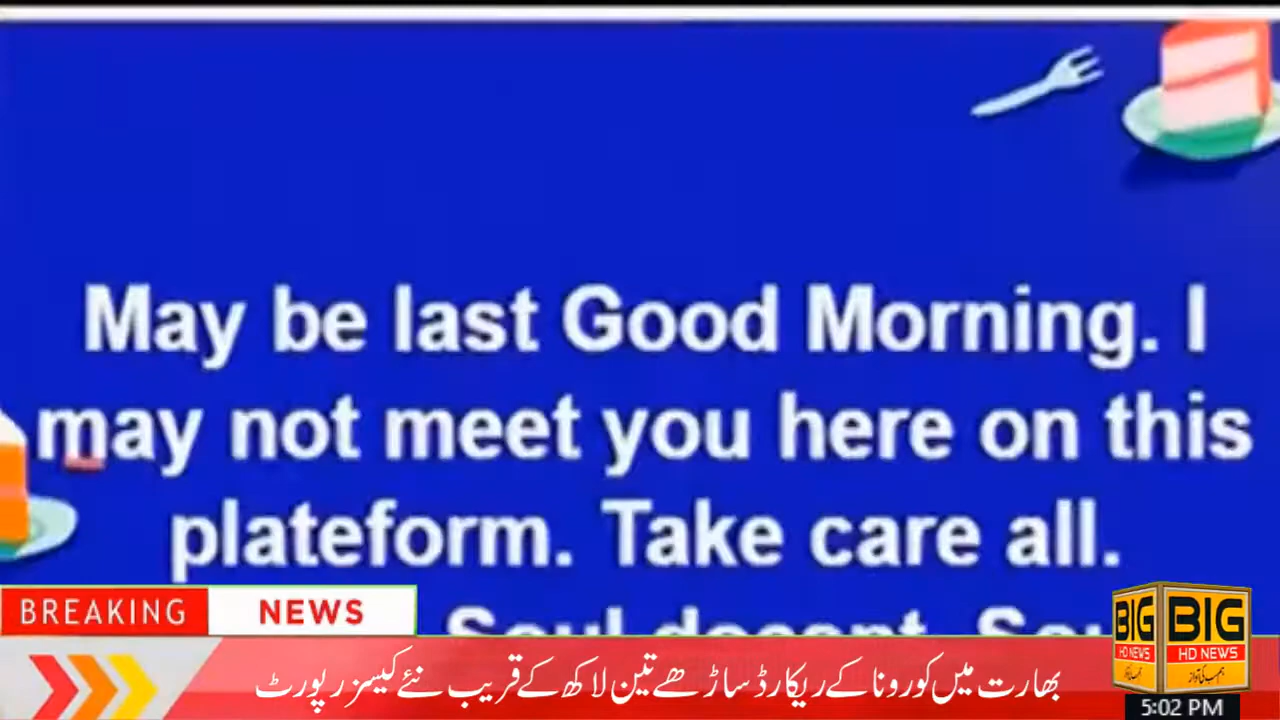 May be last Good Morning. I
may not meet you here on this
plateform. Take care all.
BREAKING NEWS
BIG BIG
HD NEWS HD NEWS
بھارت میں کورونا کے ریکارڈ ساڑھے تین لاکھ کے قریب نئے کیسز رپورٹ
5:02 PM